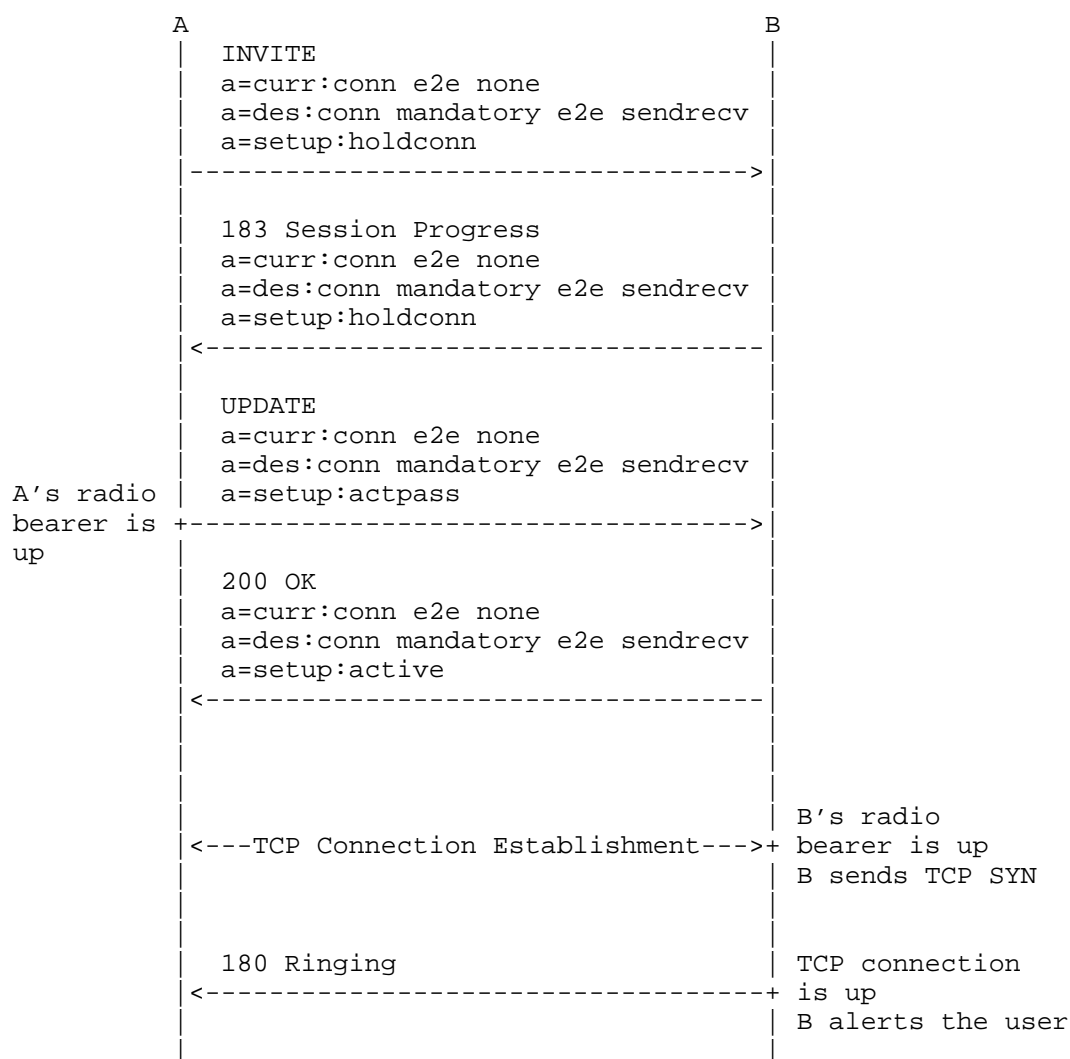 A B
INVITE
a=curr:conn e2e none
a=des:conn mandatory e2e sendrecv
a=setup:holdconn
183 Session Progress
a=curr:conn e2e none
a=des:conn mandatory e2e sendrecv
a=setup:holdconn
UPDATE
a=curr:conn e2e none
a=des:conn mandatory e2e sendrecv
A's radio a=setup:actpass
bearer is
up
200 OK
a=curr:conn e2e none
a=des:conn mandatory e2e sendrecv
a=setup:active
B's radio
<---TCP Connection Establishment--->+ bearer is up
B sends TCP SYN
180 Ringing TCP connection
is up
B alerts the user